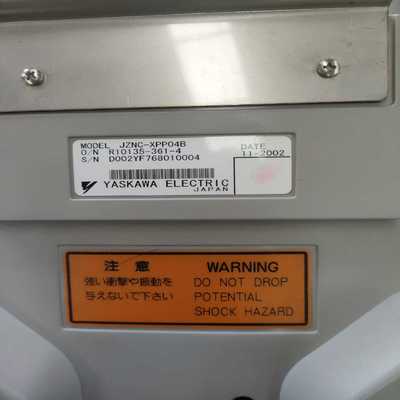 MODEL JZNC-XPP04B
O/N R10135-361-4
S/N D002YF768010004
DATE
11-2002
YASKAWA ELECTRIC
JAPAN
注意
強い衝撃や振動を
与えないで下さい
WARNING
DO NOT DROP
POTENTIAL
SHOCK HAZARD